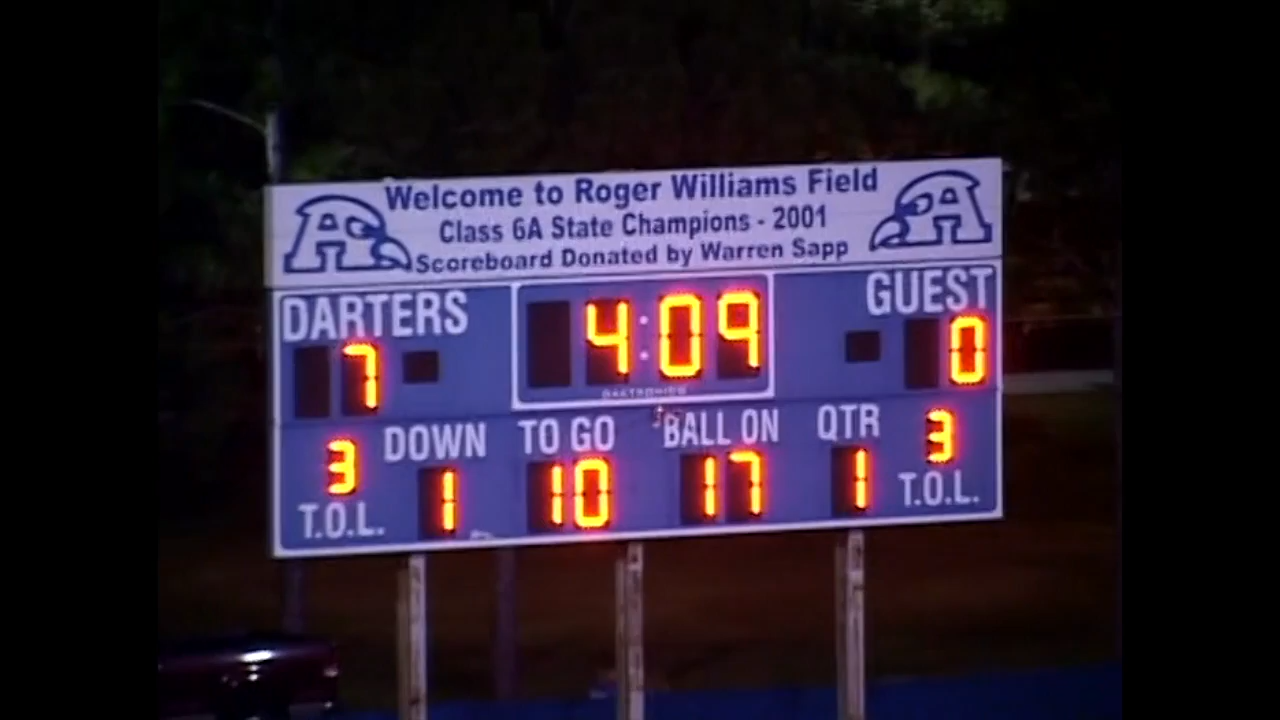 Welcome to Roger Williams Field
Class 6A State Champions - 2001
Scoreboard Donated by Warren Sapp
A A
DARTERS 4:09 GUEST
7 0
DAKTRONICS
DOWN TO GO BALL ON QTR
3 1 10 17 1 3
T.O.L. T.O.L.